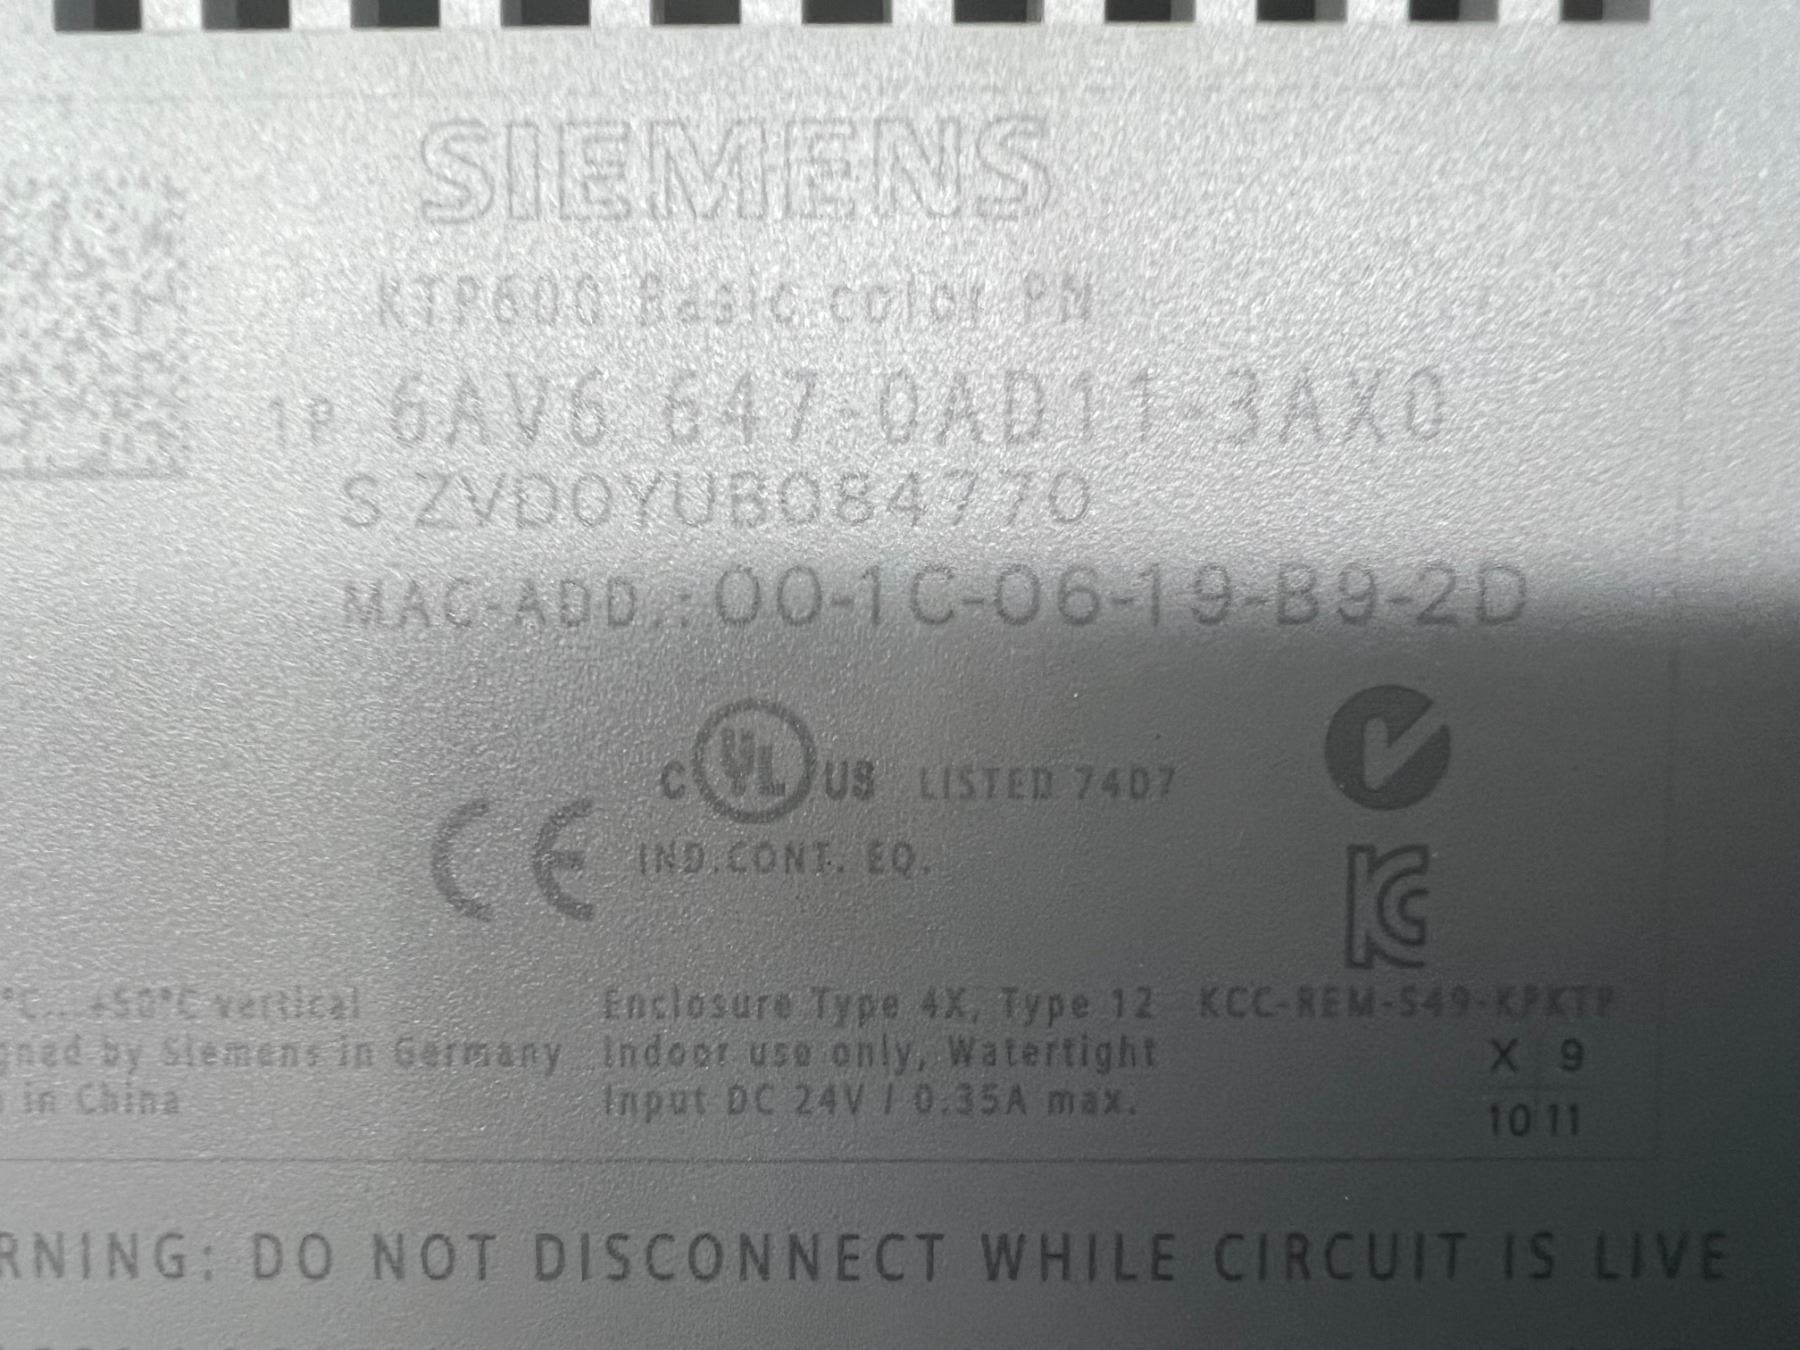 SIEMENS
KTP600 Basic color PN
1P 6AV6 647-0AD11-3AX0
S ZVD0YUB084770
MAC-ADD.: 00-1C-06-19-B9-2D
C UL US LISTED 74D7
CE IND.CONT. EQ.
KC
°C...+50°C vertical Enclosure Type 4X, Type 12 KCC-REM-S49-KPKTP
gned by Siemens in Germany Indoor use only, Watertight X 9
in China Input DC 24V / 0.35A max. 10 11
RNING: DO NOT DISCONNECT WHILE CIRCUIT IS LIVE